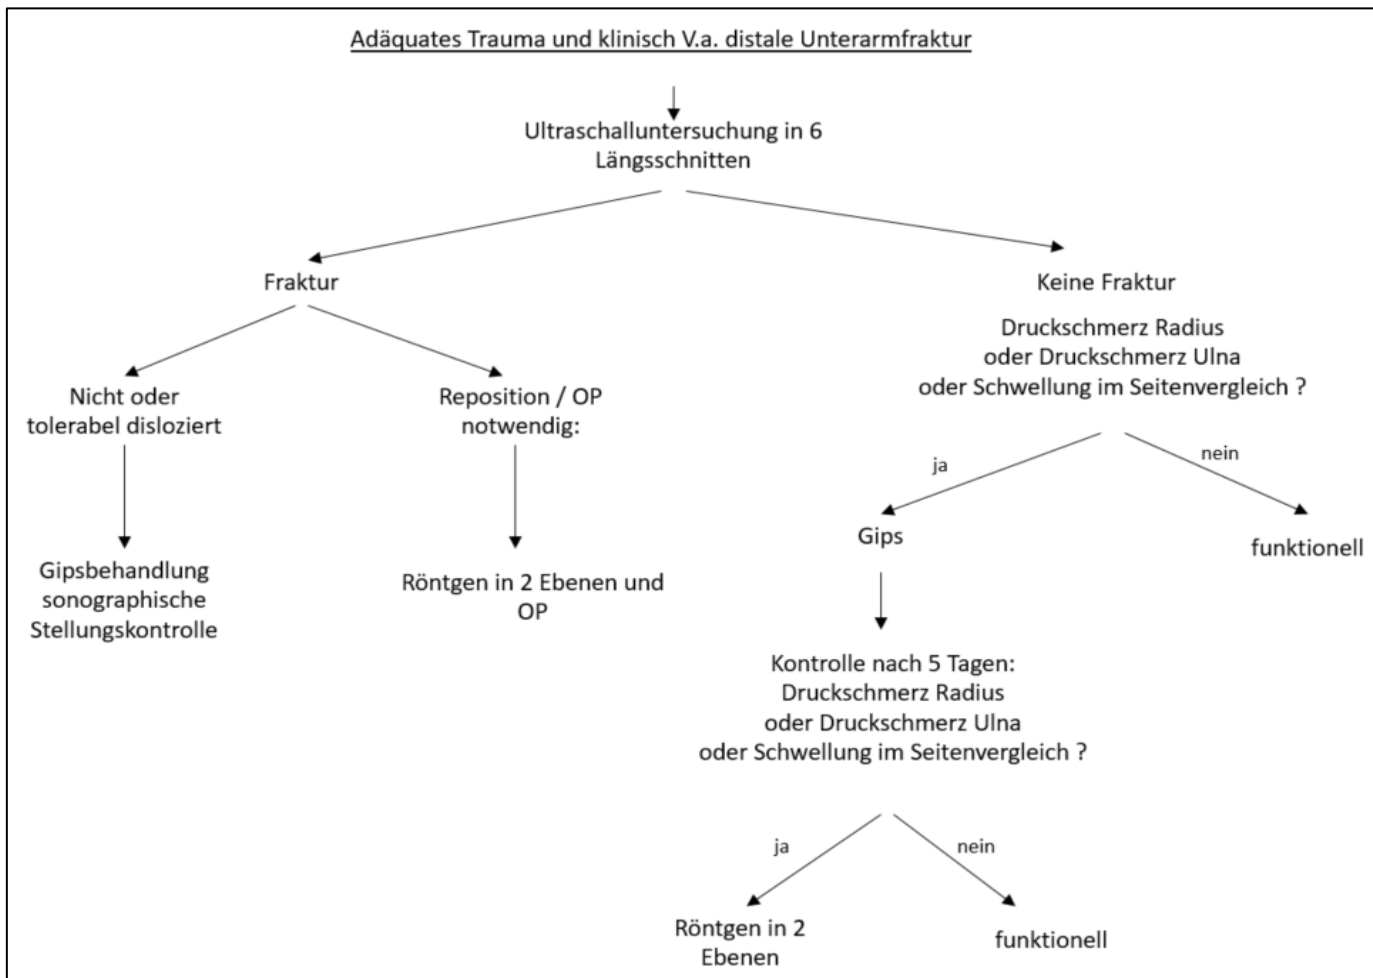 Adäquates Trauma und klinisch V.a. distale Unterarmfraktur
Ultraschalluntersuchung in 6
Längsschnitten
Fraktur
Keine Fraktur
Druckschmerz Radius
oder Druckschmerz Ulna
oder Schwellung im Seitenvergleich ?
Nicht oder
tolerabel disloziert
Reposition / OP
notwendig:
ja
nein
Gips
funktionell
Gipsbehandlung
sonographische
Stellungskontrolle
Röntgen in 2 Ebenen und
OP
Kontrolle nach 5 Tagen:
Druckschmerz Radius
oder Druckschmerz Ulna
oder Schwellung im Seitenvergleich ?
ja
nein
Röntgen in 2
Ebenen
funktionell